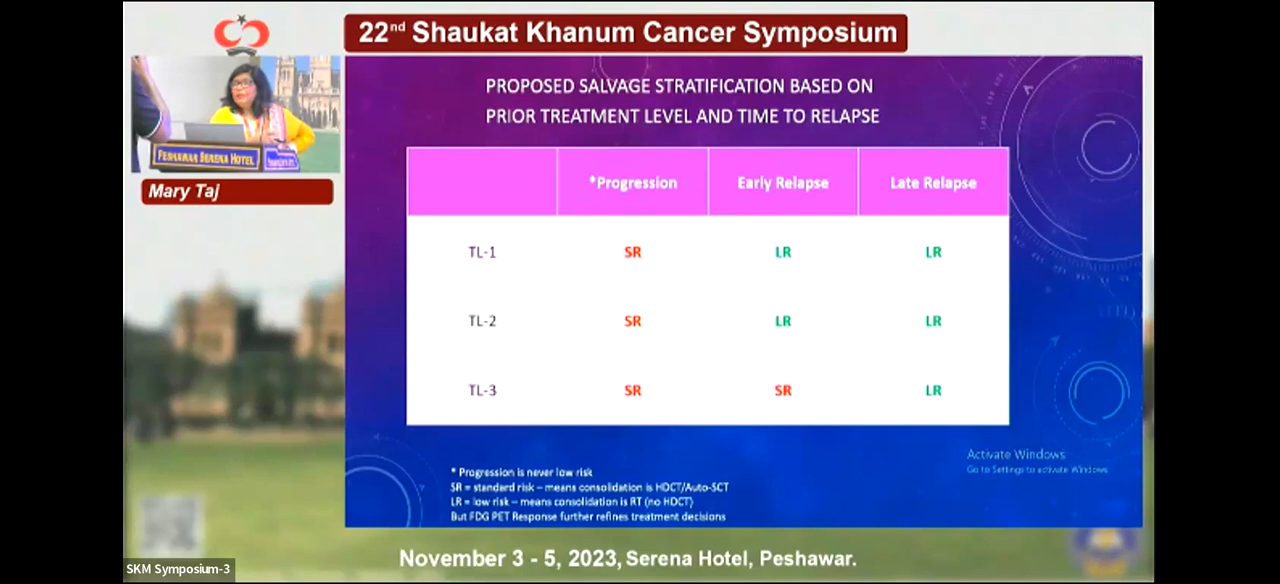 22nd Shaukat Khanum Cancer Symposium
PESHAWAR SERENA HOTEL
Mary Taj
PROPOSED SALVAGE STRATIFICATION BASED ON
PRIOR TREATMENT LEVEL AND TIME TO RELAPSE
*Progression Early Relapse Late Relapse
TL-1 SR LR LR
TL-2 SR LR LR
TL-3 SR SR LR
* Progression is never low risk
SR = standard risk – means consolidation is HDCT/Auto-SCT
LR = low risk – means consolidation is RT (no HDCT)
But FDG PET Response further refines treatment decisions
Activate Windows
Go to Settings to activate Windows
November 3 - 5, 2023, Serena Hotel, Peshawar.
SKM Symposium-3